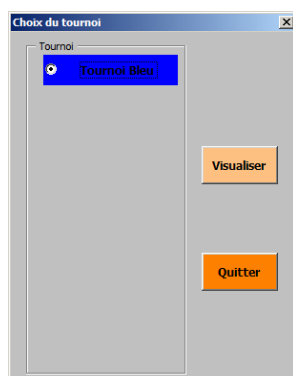 Choix du tournoi
Tournoi
Tournoi Bleu
Visualiser
Quitter